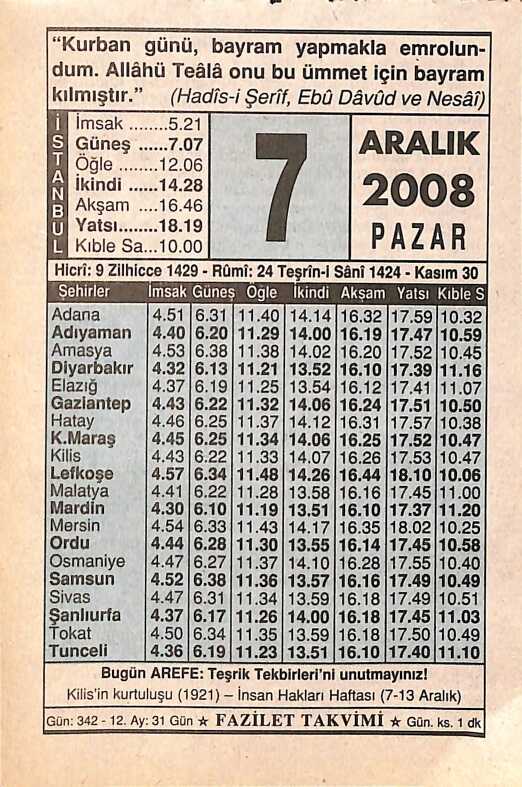 “Kurban günü, bayram yapmakla emrolun-
dum. Allâhü Teâlâ onu bu ümmet için bayram
kılmıştır.” (Hadîs-i Şerîf, Ebû Dâvûd ve Nesâî)
İSTANBUL
İmsak ........5.21
Güneş ......7.07
Öğle ........12.06
İkindi ......14.28
Akşam ....16.46
Yatsı........18.19
Kıble Sa...10.00
7
ARALIK
2008
PAZAR
Hicrî: 9 Zilhicce 1429 - Rûmî: 24 Teşrîn-i Sânî 1424 - Kasım 30
Şehirler İmsak Güneş Öğle İkindi Akşam Yatsı Kıble S
Adana 4.51 6.31 11.40 14.14 16.32 17.59 10.32
Adıyaman 4.40 6.20 11.29 14.00 16.19 17.47 10.59
Amasya 4.53 6.38 11.38 14.02 16.20 17.52 10.45
Diyarbakır 4.32 6.13 11.21 13.52 16.10 17.39 11.16
Elazığ 4.37 6.19 11.25 13.54 16.12 17.41 11.07
Gaziantep 4.43 6.22 11.32 14.06 16.24 17.51 10.50
Hatay 4.46 6.25 11.37 14.12 16.31 17.57 10.38
K.Maraş 4.45 6.25 11.34 14.06 16.25 17.52 10.47
Kilis 4.43 6.22 11.33 14.07 16.26 17.53 10.47
Lefkoşe 4.57 6.34 11.48 14.26 16.44 18.10 10.06
Malatya 4.41 6.22 11.28 13.58 16.16 17.45 11.00
Mardin 4.30 6.10 11.19 13.51 16.10 17.37 11.20
Mersin 4.54 6.33 11.43 14.17 16.35 18.02 10.25
Ordu 4.44 6.28 11.30 13.55 16.14 17.45 10.58
Osmaniye 4.47 6.27 11.37 14.10 16.28 17.55 10.40
Samsun 4.52 6.38 11.36 13.57 16.16 17.49 10.49
Sivas 4.47 6.31 11.34 13.59 16.18 17.49 10.51
Şanlıurfa 4.37 6.17 11.26 14.00 16.18 17.45 11.03
Tokat 4.50 6.34 11.35 13.59 16.18 17.50 10.49
Tunceli 4.36 6.19 11.23 13.51 16.10 17.40 11.10
Bugün AREFE: Teşrik Tekbirleri'ni unutmayınız!
Kilis'in kurtuluşu (1921) – İnsan Hakları Haftası (7-13 Aralık)
Gün: 342 - 12. Ay: 31 Gün ★ FAZİLET TAKVİMİ ★ Gün. ks. 1 dk